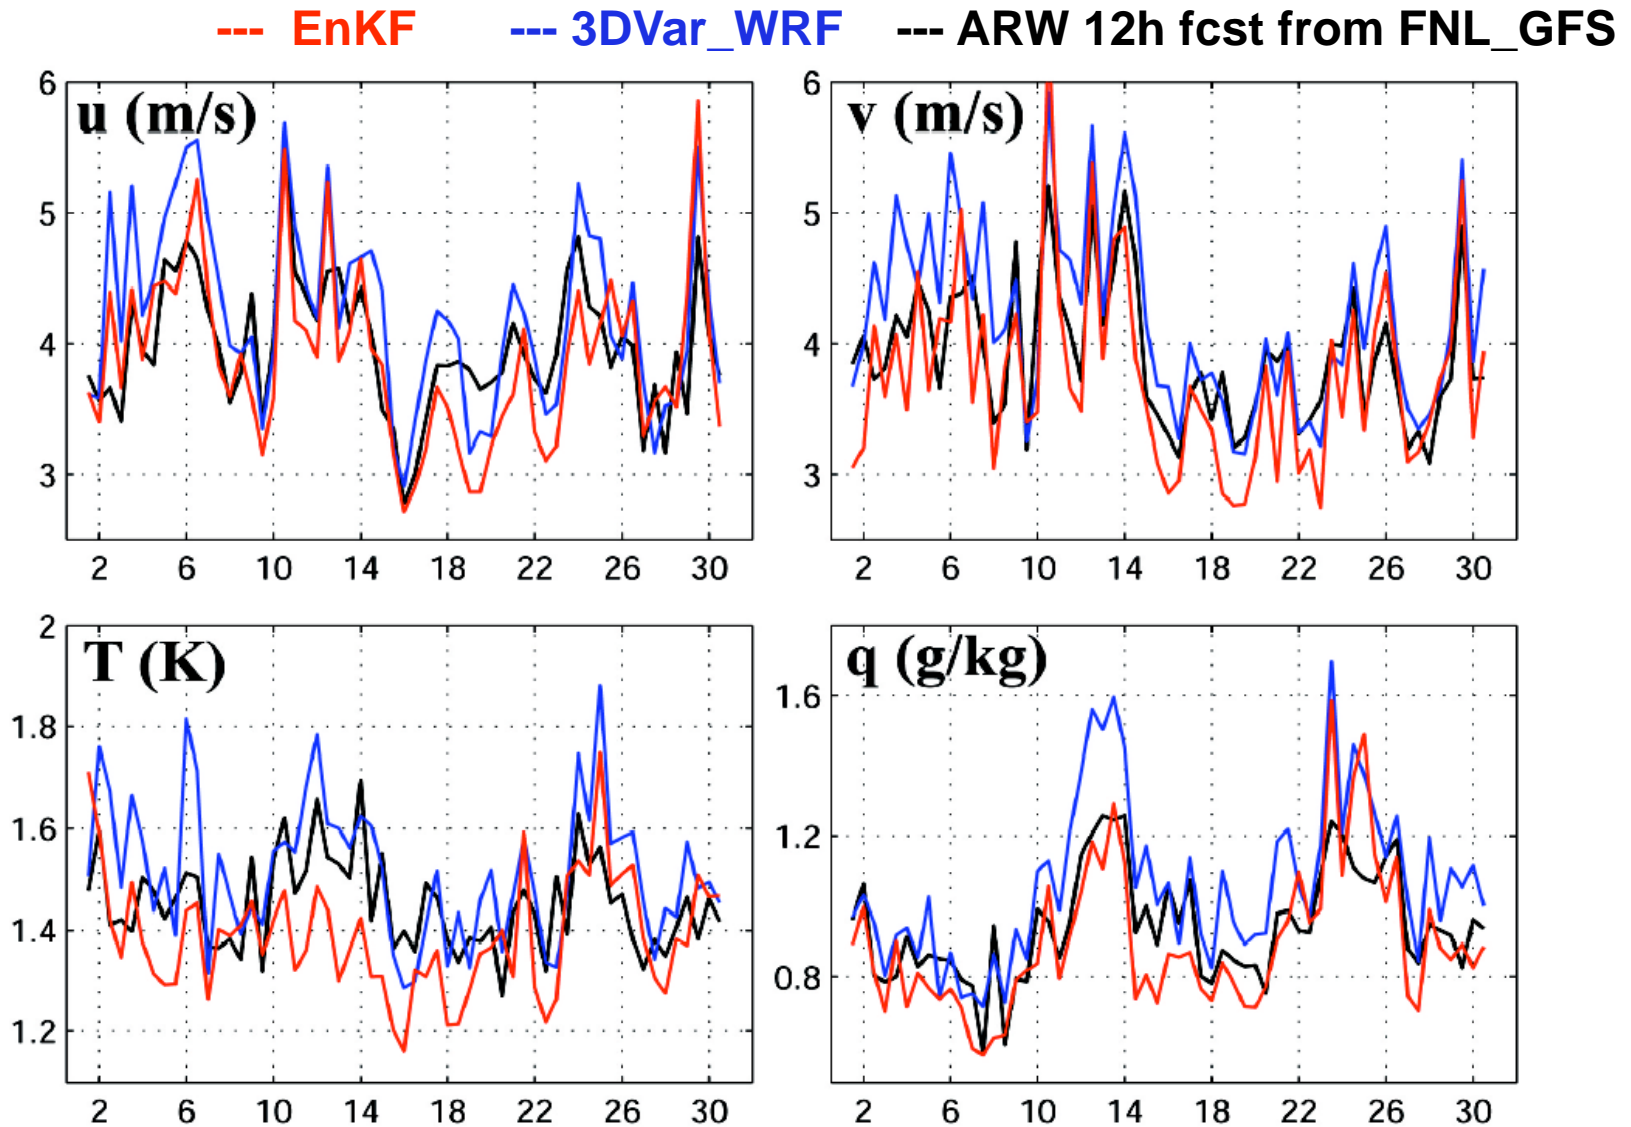 --- EnKF --- 3DVar_WRF --- ARW 12h fcst from FNL_GFS
u (m/s)
6
5
4
3
2 6 10 14 18 22 26 30
v (m/s)
6
5
4
3
2 6 10 14 18 22 26 30
T (K)
2
1.8
1.6
1.4
1.2
2 6 10 14 18 22 26 30
q (g/kg)
1.6
1.2
0.8
2 6 10 14 18 22 26 30